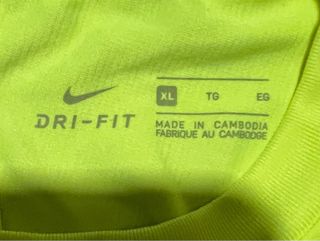 DRI-FIT
XL TG EG
MADE IN CAMBODIA
FABRIQUE AU CAMBODGE